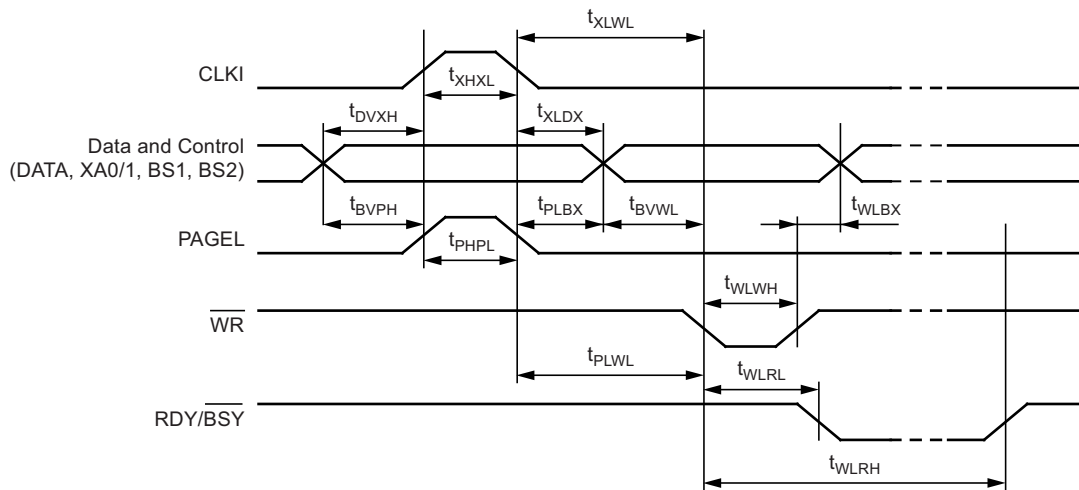 tXLWL
CLKI
tXHXL
tDVXH
tXLDX
Data and Control
(DATA, XA0/1, BS1, BS2)
tBVPH
tPLBX
tBVWL
tWLBX
PAGEL
tPHPL
tWLWH
WR
tPLWL
tWLRL
RDY/BSY
tWLRH